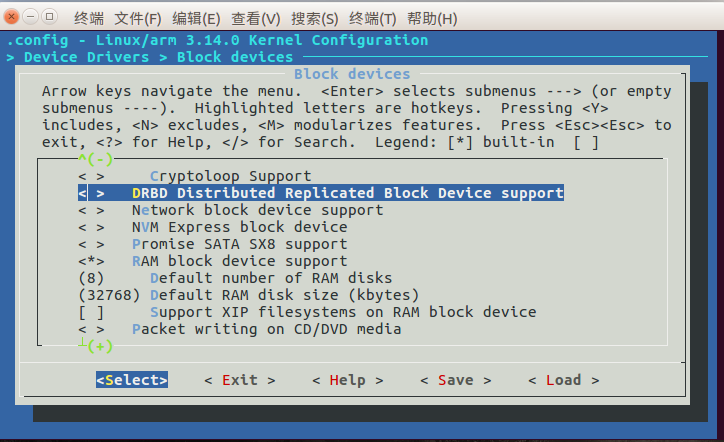 终端 文件(F) 编辑(E) 查看(V) 搜索(S) 终端(T) 帮助(H)
.config - Linux/arm 3.14.0 Kernel Configuration
> Device Drivers > Block devices
Block devices
Arrow keys navigate the menu.  <Enter> selects submenus ---> (or empty
submenus ----).  Highlighted letters are hotkeys.  Pressing <Y>
includes, <N> excludes, <M> modularizes features.  Press <Esc><Esc> to
exit, <?> for Help, </> for Search.  Legend: [*] built-in  [ ]
^(-)
< >     Cryptoloop Support
< >   DRBD Distributed Replicated Block Device support
< >   Network block device support
< >   NVM Express block device
< >   Promise SATA SX8 support
<*>   RAM block device support
(8)     Default number of RAM disks
(32768) Default RAM disk size (kbytes)
[ ]     Support XIP filesystems on RAM block device
< >   Packet writing on CD/DVD media
┴(+)
<Select>    < Exit >    < Help >    < Save >    < Load >